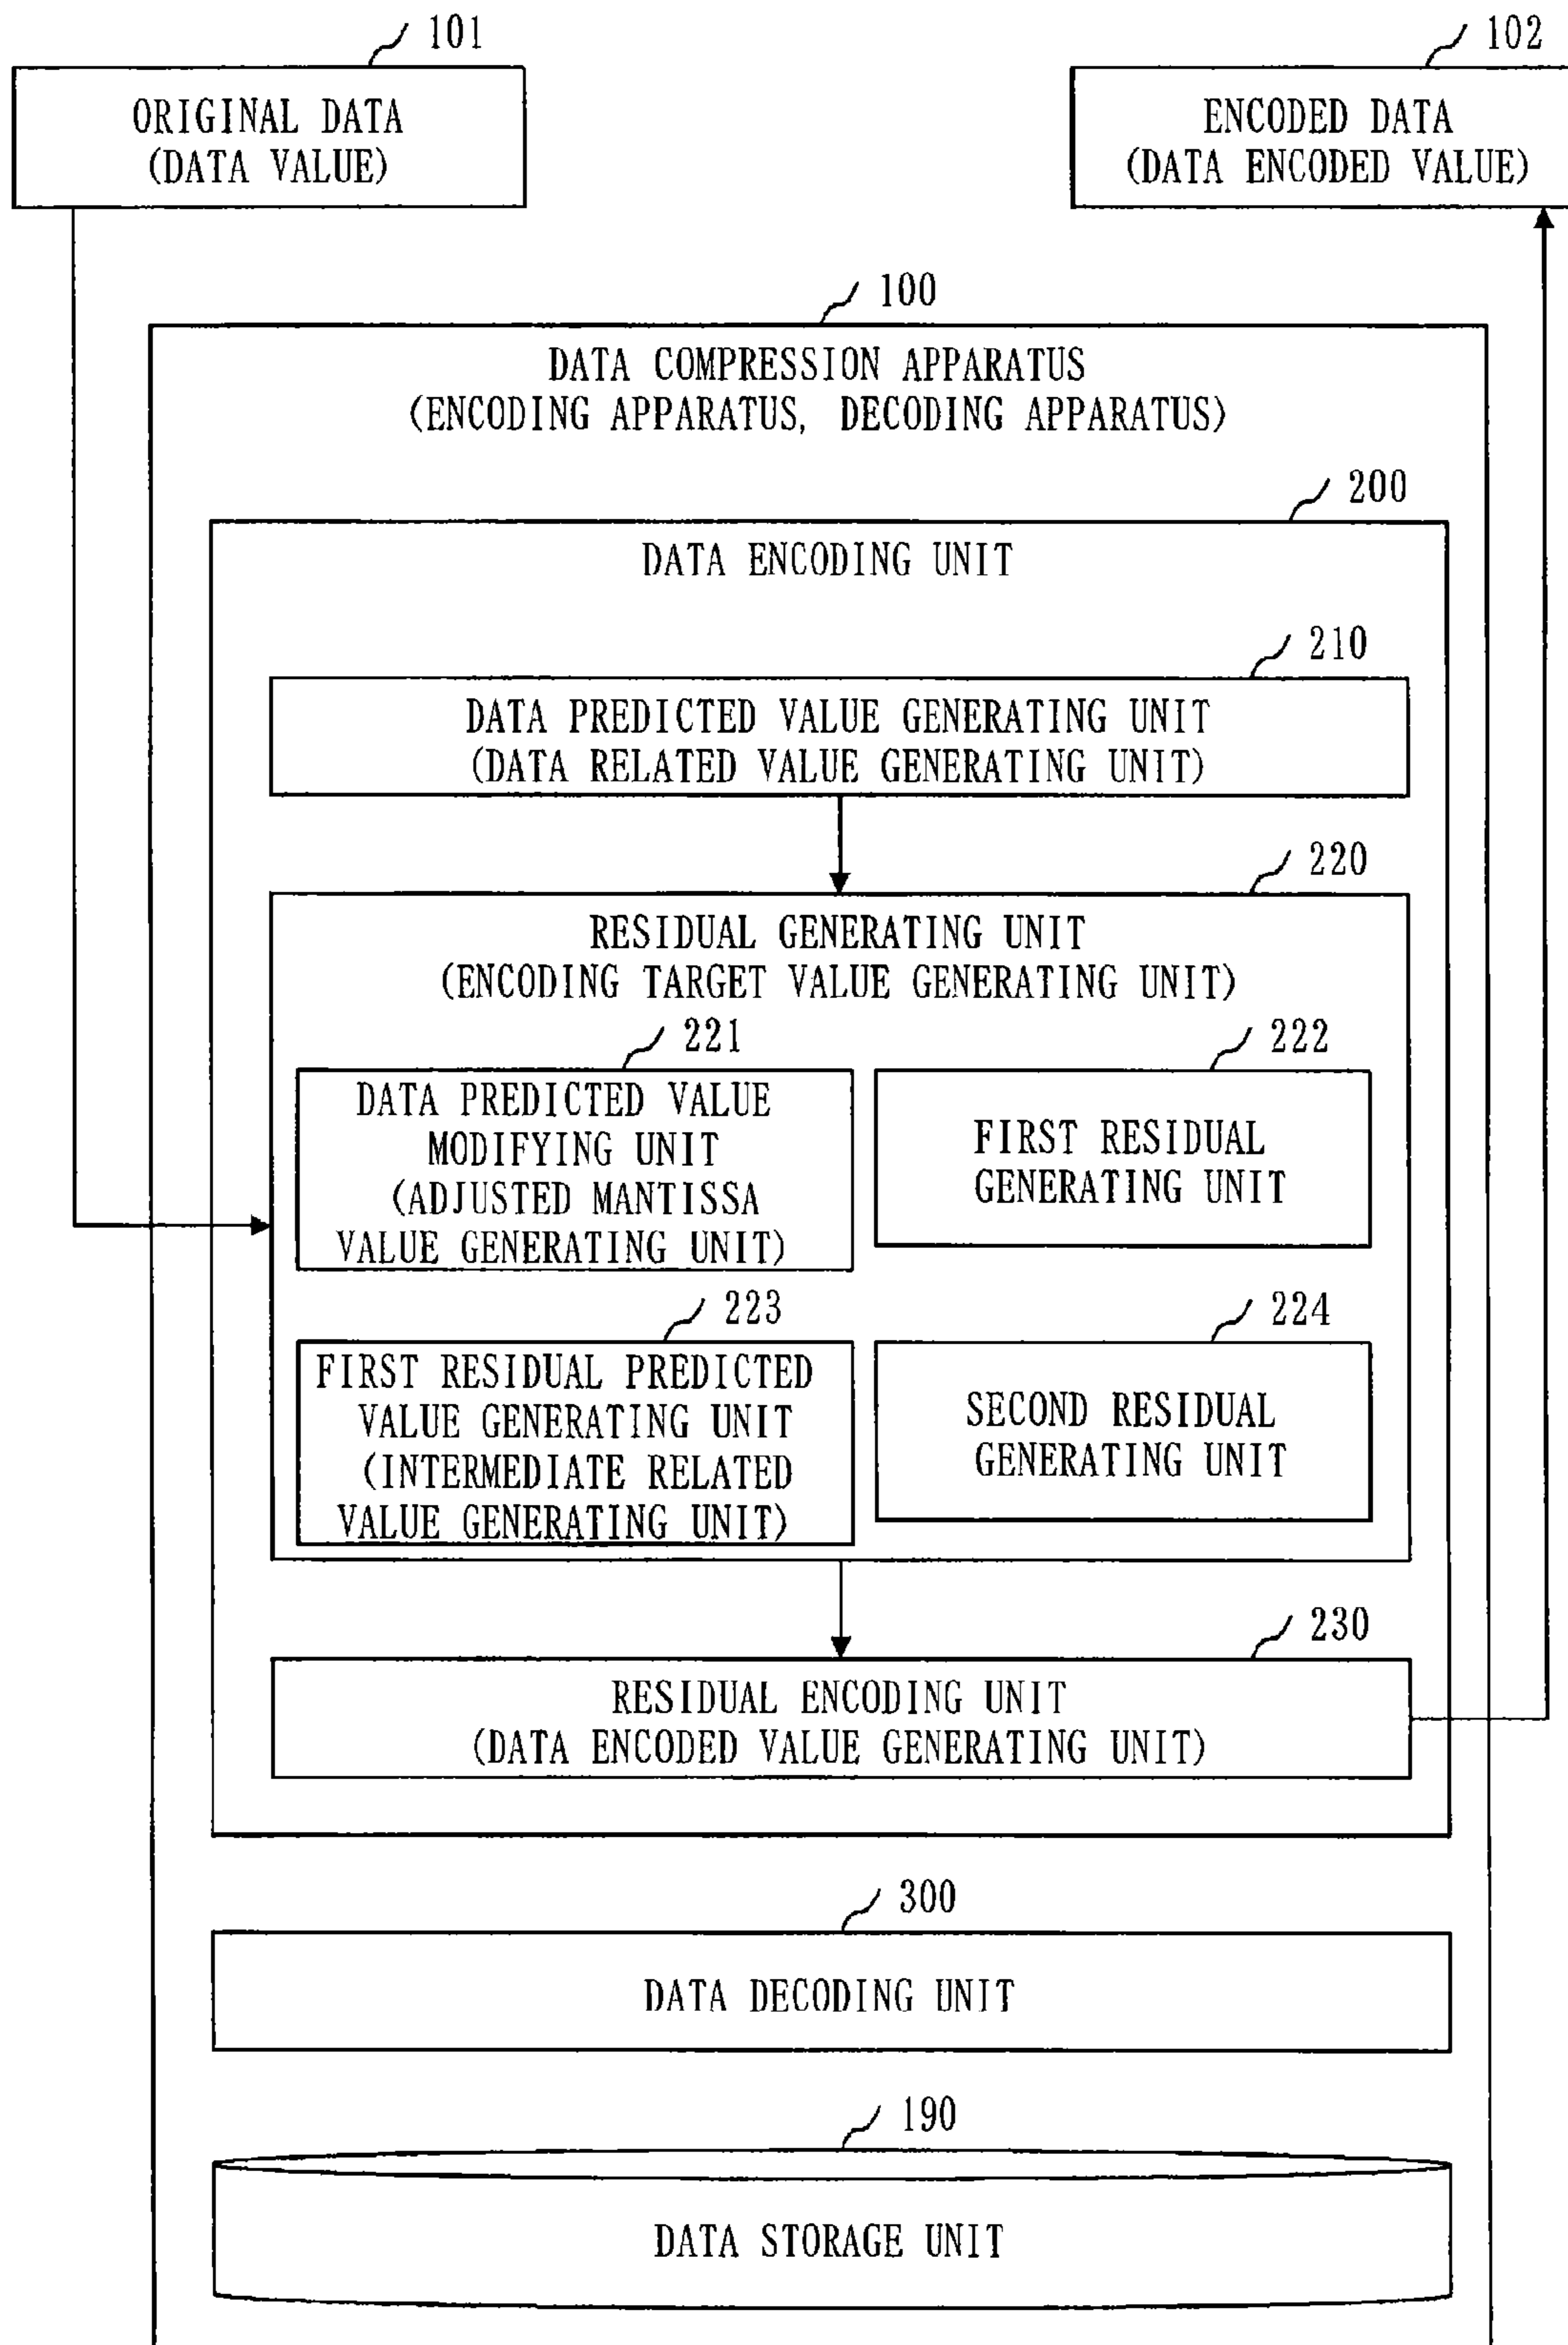 101
ORIGINAL DATA
(DATA VALUE)
102
ENCODED DATA
(DATA ENCODED VALUE)
100
DATA COMPRESSION APPARATUS
(ENCODING APPARATUS, DECODING APPARATUS)
200
DATA ENCODING UNIT
210
DATA PREDICTED VALUE GENERATING UNIT
(DATA RELATED VALUE GENERATING UNIT)
220
RESIDUAL GENERATING UNIT
(ENCODING TARGET VALUE GENERATING UNIT)
221
DATA PREDICTED VALUE
MODIFYING UNIT
(ADJUSTED MANTISSA
VALUE GENERATING UNIT)
222
FIRST RESIDUAL
GENERATING UNIT
223
FIRST RESIDUAL PREDICTED
VALUE GENERATING UNIT
(INTERMEDIATE RELATED
VALUE GENERATING UNIT)
224
SECOND RESIDUAL
GENERATING UNIT
230
RESIDUAL ENCODING UNIT
(DATA ENCODED VALUE GENERATING UNIT)
300
DATA DECODING UNIT
190
DATA STORAGE UNIT